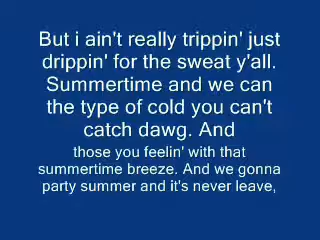 But i ain't really trippin' just
drippin' for the sweat y'all.
Summertime and we can
the type of cold you can't
catch dawg. And
those you feelin' with that
summertime breeze. And we gonna
party summer and it's never leave,